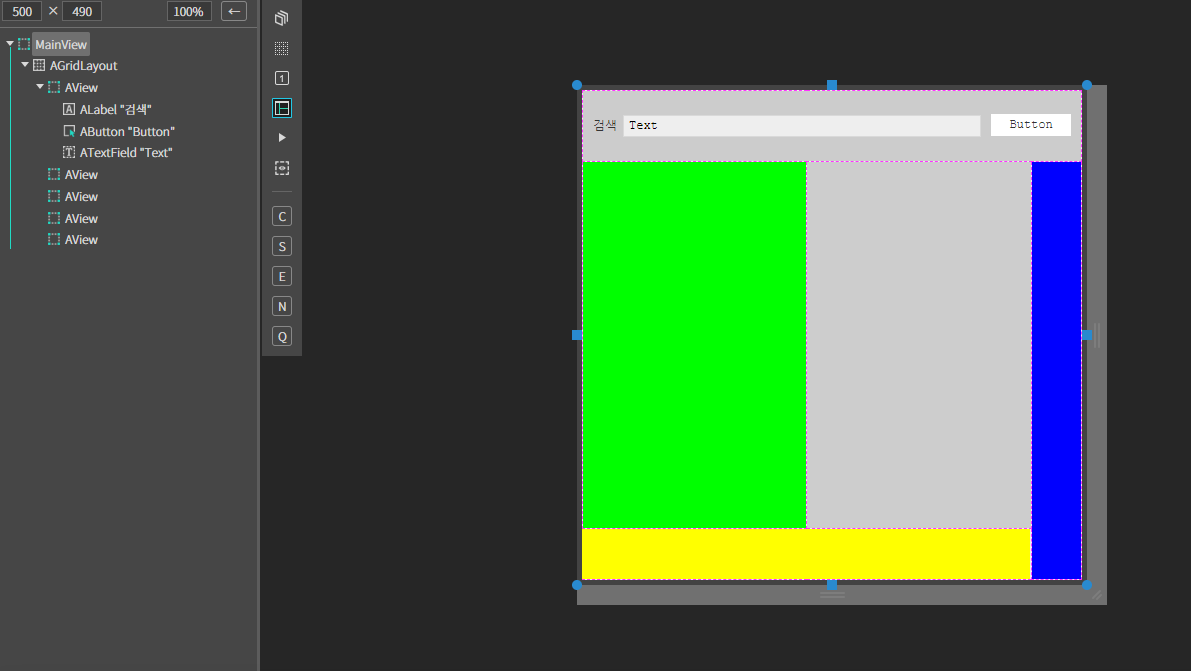 500 × 490 100% ←
MainView
AGridLayout
AView
ALabel "검색"
AButton "Button"
ATextField "Text"
AView
AView
AView
AView
1
C
S
E
N
Q
검색 Text Button